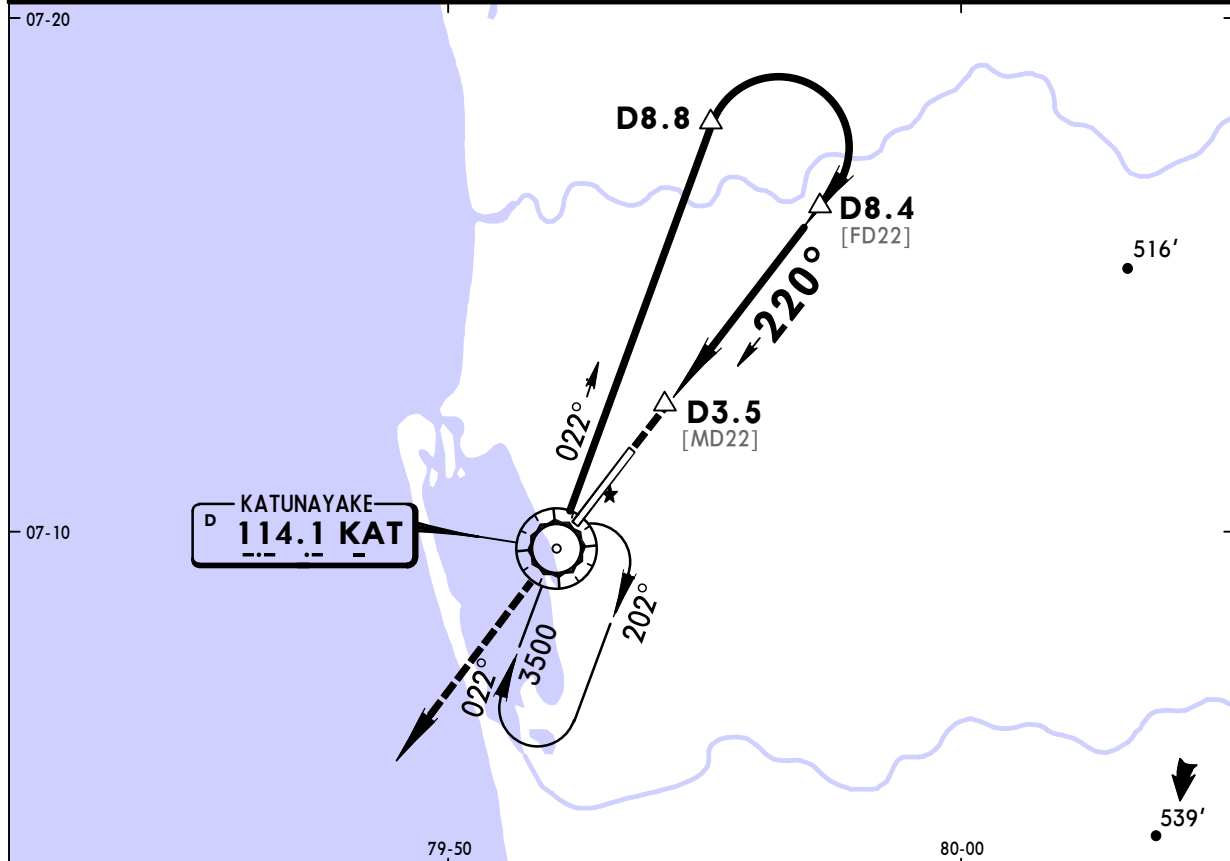 07-20
D8.8
D8.4
[FD22]
516′
220°
D3.5
[MD22]
022°
KATUNAYAKE
D 114.1 KAT
07-10
202°
3500
022°
539′
79-50
80-00